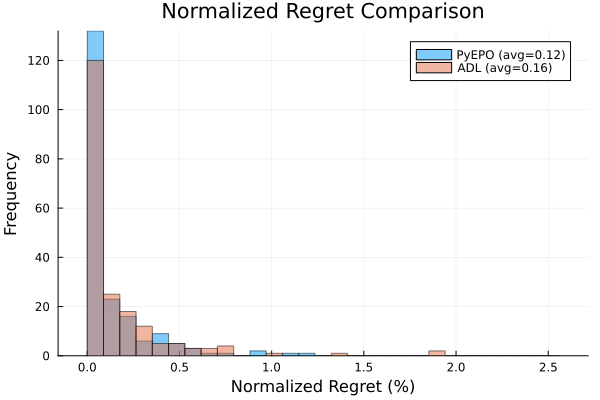 Normalized Regret Comparison
PyEPO (avg=0.12)
ADL (avg=0.16)
120
100
80
60
40
20
0
Frequency
0.0 0.5 1.0 1.5 2.0 2.5
Normalized Regret (%)